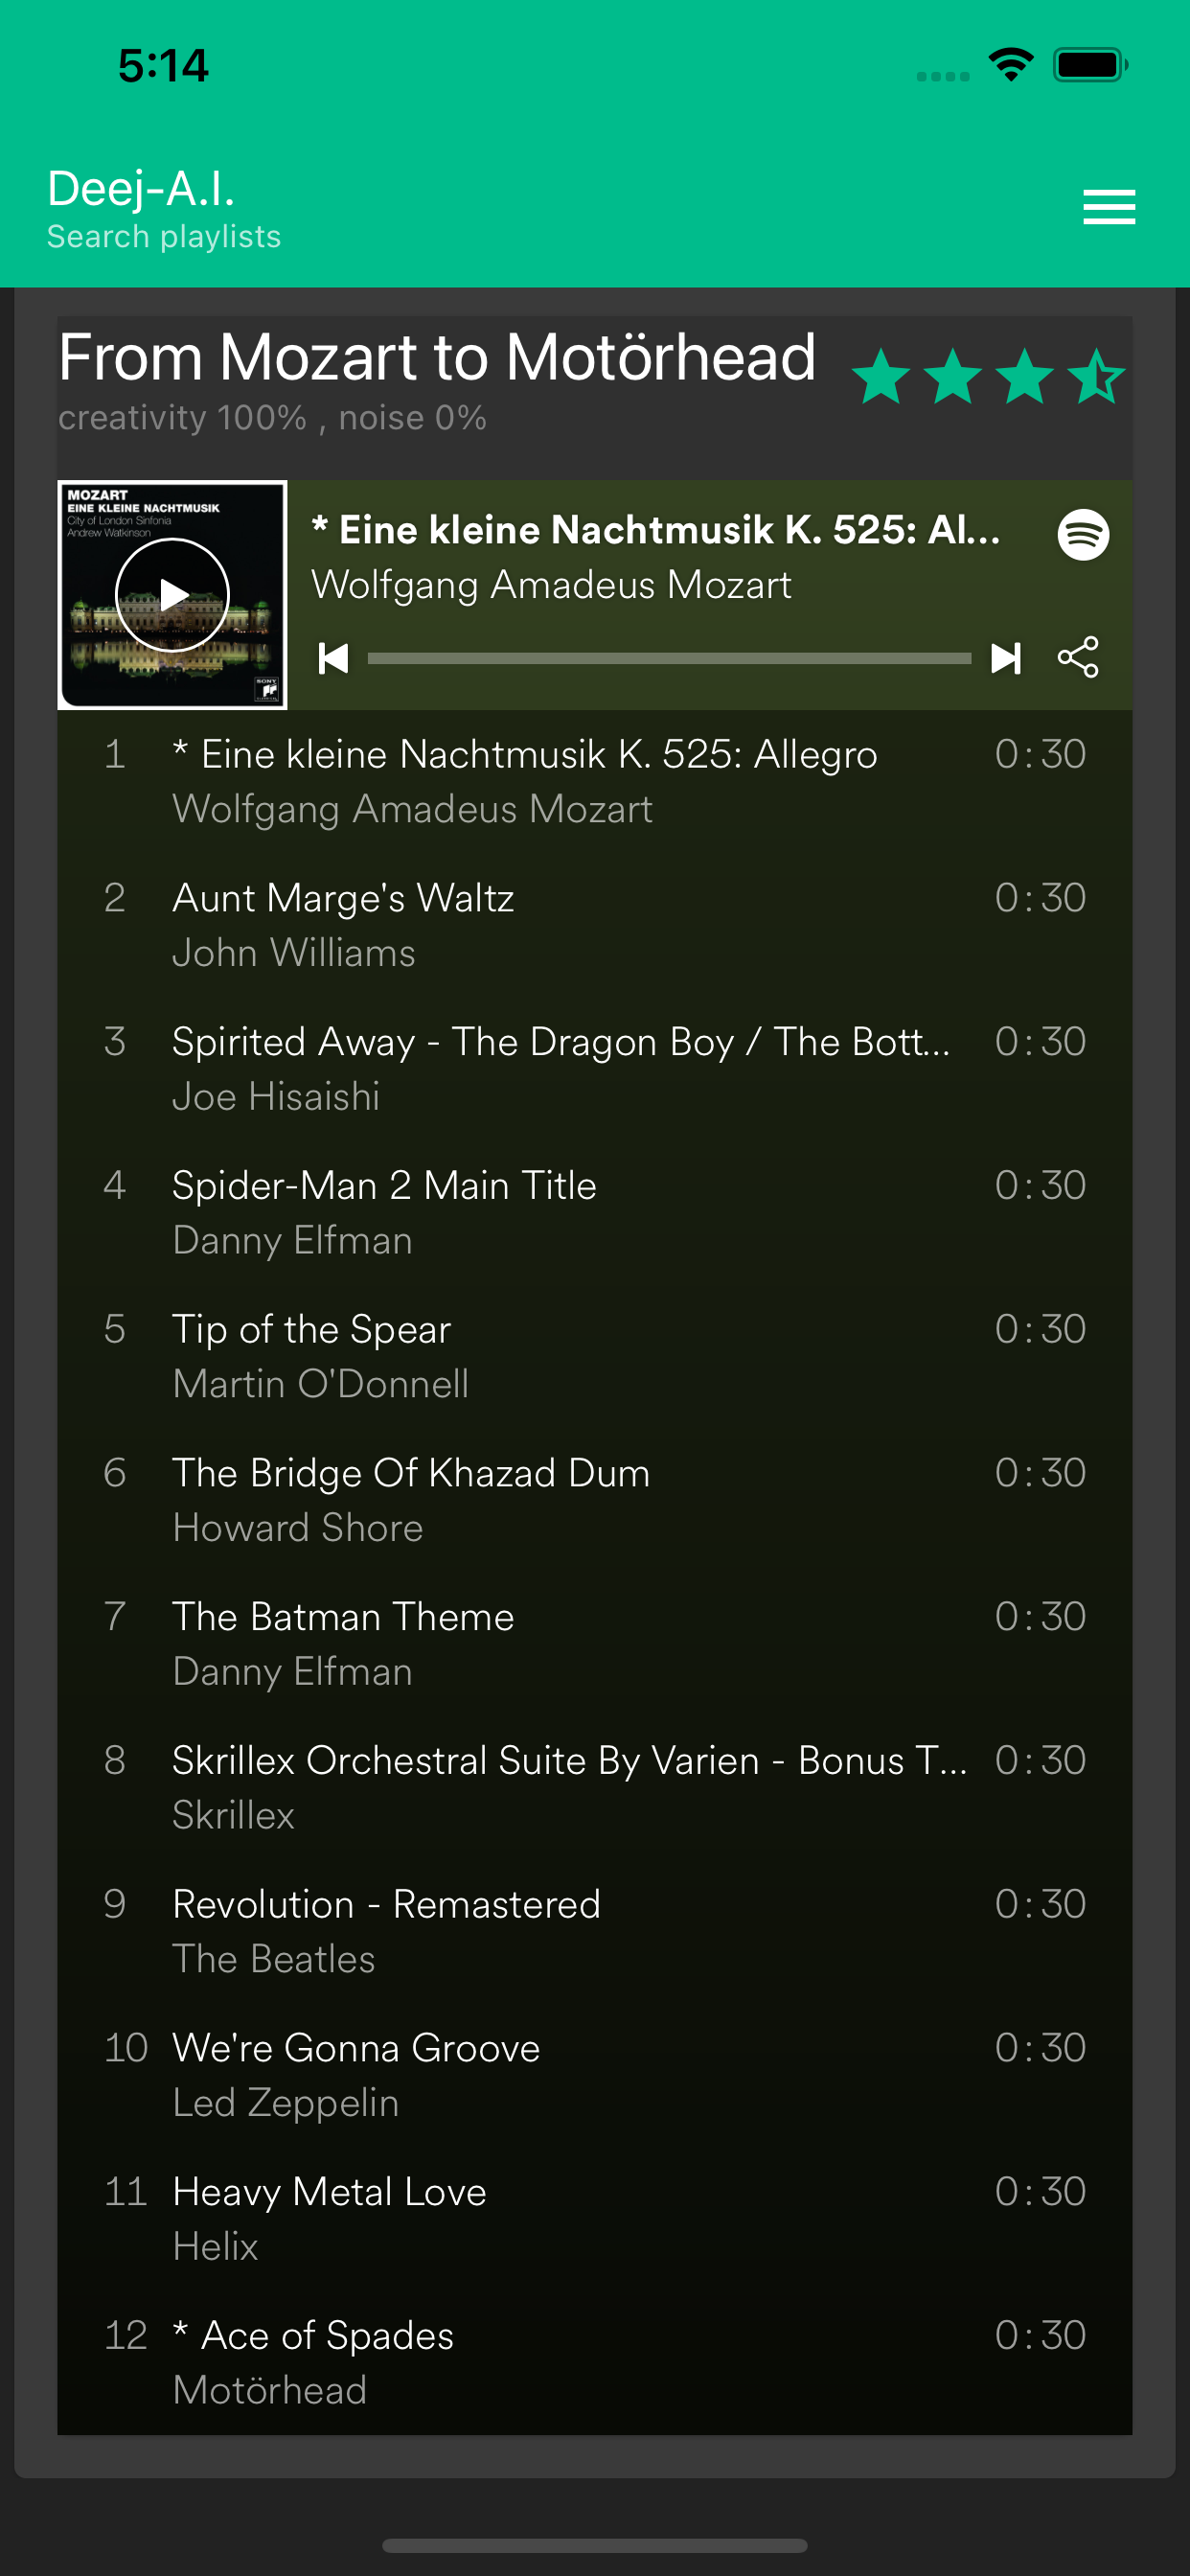 5:14
Deej-A.I.
Search playlists
From Mozart to Motörhead
creativity 100% , noise 0%
MOZART
EINE KLEINE NACHTMUSIK
City of London Sinfonia
Andrew Watkinson
SONY
* Eine kleine Nachtmusik K. 525: Al...
Wolfgang Amadeus Mozart
1 * Eine kleine Nachtmusik K. 525: Allegro 0:30
Wolfgang Amadeus Mozart
2 Aunt Marge's Waltz 0:30
John Williams
3 Spirited Away - The Dragon Boy / The Bott... 0:30
Joe Hisaishi
4 Spider-Man 2 Main Title 0:30
Danny Elfman
5 Tip of the Spear 0:30
Martin O'Donnell
6 The Bridge Of Khazad Dum 0:30
Howard Shore
7 The Batman Theme 0:30
Danny Elfman
8 Skrillex Orchestral Suite By Varien - Bonus T... 0:30
Skrillex
9 Revolution - Remastered 0:30
The Beatles
10 We're Gonna Groove 0:30
Led Zeppelin
11 Heavy Metal Love 0:30
Helix
12 * Ace of Spades 0:30
Motörhead